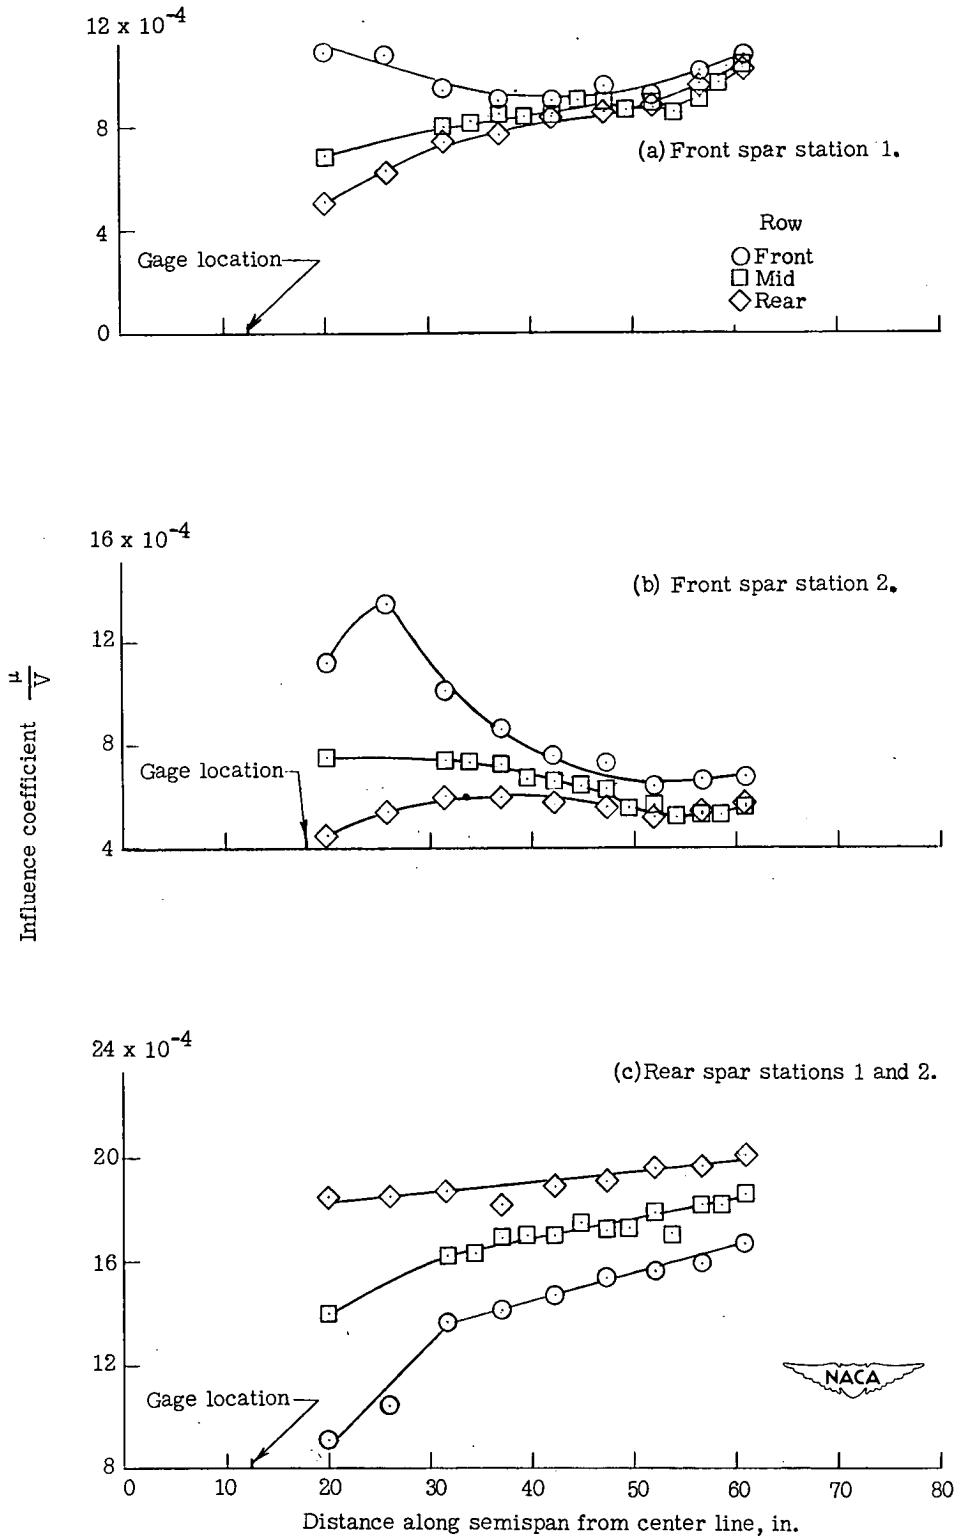 12 x 10-4
8
(a) Front spar station 1.
4
Row
Gage location
Front
Mid
Rear
0
16 x 10-4
(b) Front spar station 2.
12
μ/V
8
Gage location
4
Influence coefficient
24 x 10-4
(c) Rear spar stations 1 and 2.
20
16
12
NACA
Gage location
8
0 10 20 30 40 50 60 70 80
Distance along semispan from center line, in.